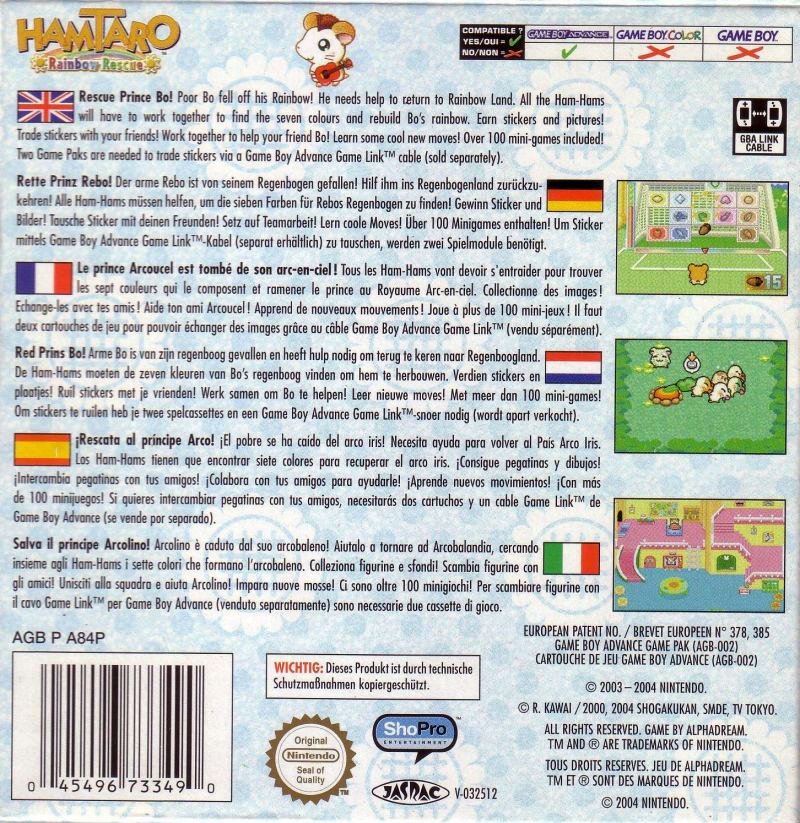 HAMTARO
Rainbow Rescue
COMPATIBLE ? GAME BOY ADVANCE GAME BOY COLOR GAME BOY
YES/OUI = ✓
NO/NON = ✗
GBA LINK
CABLE
Rescue Prince Bo! Poor Bo fell off his Rainbow! He needs help to return to Rainbow Land. All the Ham-Hams
will have to work together to find the seven colours and rebuild Bo's rainbow. Earn stickers and pictures!
Trade stickers with your friends! Work together to help your friend Bo! Learn some cool new moves! Over 100 mini-games included!
Two Game Paks are needed to trade stickers via a Game Boy Advance Game Link™ cable (sold separately).
Rette Prinz Rebo! Der arme Rebo ist von seinem Regenbogen gefallen! Hilf ihm ins Regenbogenland zurückzu-
kehren! Alle Ham-Hams müssen helfen, um die sieben Farben für Rebos Regenbogen zu finden! Gewinn Sticker und
Bilder! Tausche Sticker mit deinen Freunden! Setz auf Teamarbeit! Lern coole Moves! Über 100 Minigames enthalten! Um Sticker
mittels Game Boy Advance Game Link™-Kabel (separat erhältlich) zu tauschen, werden zwei Spielmodule benötigt.
Le prince Arcoucel est tombé de son arc-en-ciel! Tous les Ham-Hams vont devoir s'entraider pour trouver
les sept couleurs qui le composent et ramener le prince au Royaume Arc-en-ciel. Collectionne des images!
Echange-les avec tes amis! Aide ton ami Arcoucel! Apprend de nouveaux mouvements! Joue à plus de 100 mini-jeux! Il faut
deux cartouches de jeu pour pouvoir échanger des images grâce au câble Game Boy Advance Game Link™ (vendu séparément).
Red Prins Bo! Arme Bo is van zijn regenboog gevallen en heeft hulp nodig om terug te keren naar Regenboogland.
De Ham-Hams moeten de zeven kleuren van Bo's regenboog vinden om hem te herbouwen. Verdien stickers en
plaatjes! Ruil stickers met je vrienden! Werk samen om Bo te helpen! Leer nieuwe moves! Met meer dan 100 mini-games!
Om stickers te ruilen heb je twee spelcassettes en een Game Boy Advance Game Link™-snoer nodig (wordt apart verkocht).
¡Rescata al príncipe Arco! ¡El pobre se ha caído del arco iris! Necesita ayuda para volver al País Arco Iris.
Los Ham-Hams tienen que encontrar siete colores para recuperar el arco iris. ¡Consigue pegatinas y dibujos!
¡Intercambia pegatinas con tus amigos! ¡Colabora con tus amigos para ayudarle! ¡Aprende nuevos movimientos! ¡Con más
de 100 minijuegos! Si quieres intercambiar pegatinas con tus amigos, necesitarás dos cartuchos y un cable Game Link™ de
Game Boy Advance (se vende por separado).
Salva il principe Arcolino! Arcolino è caduto dal suo arcobaleno! Aiutalo a tornare ad Arcobalandia, cercando
insieme agli Ham-Hams i sette colori che formano l'arcobaleno. Colleziona figurine e sfondi! Scambia figurine con
gli amici! Unisciti alla squadra e aiuta Arcolino! Impara nuove mosse! Ci sono oltre 100 minigiochi! Per scambiare figurine con
il cavo Game Link™ per Game Boy Advance (venduto separatamente) sono necessarie due cassette di gioco.
15
AGB P A84P
0 45496 73349 0
WICHTIG: Dieses Produkt ist durch technische
Schutzmaßnahmen kopiergeschützt.
Original
Nintendo
Seal of
Quality
TM
ShoPro™
ENTERTAINMENT
JASRAC V-032512
EUROPEAN PATENT NO. / BREVET EUROPEEN N° 378, 385
GAME BOY ADVANCE GAME PAK (AGB-002)
CARTOUCHE DE JEU GAME BOY ADVANCE (AGB-002)
© 2003–2004 NINTENDO.
© R. KAWAI / 2000, 2004 SHOGAKUKAN, SMDE, TV TOKYO.
ALL RIGHTS RESERVED. GAME BY ALPHADREAM.
TM AND ® ARE TRADEMARKS OF NINTENDO.
TOUS DROITS RESERVES. JEU DE ALPHADREAM.
TM ET ® SONT DES MARQUES DE NINTENDO.
© 2004 NINTENDO.